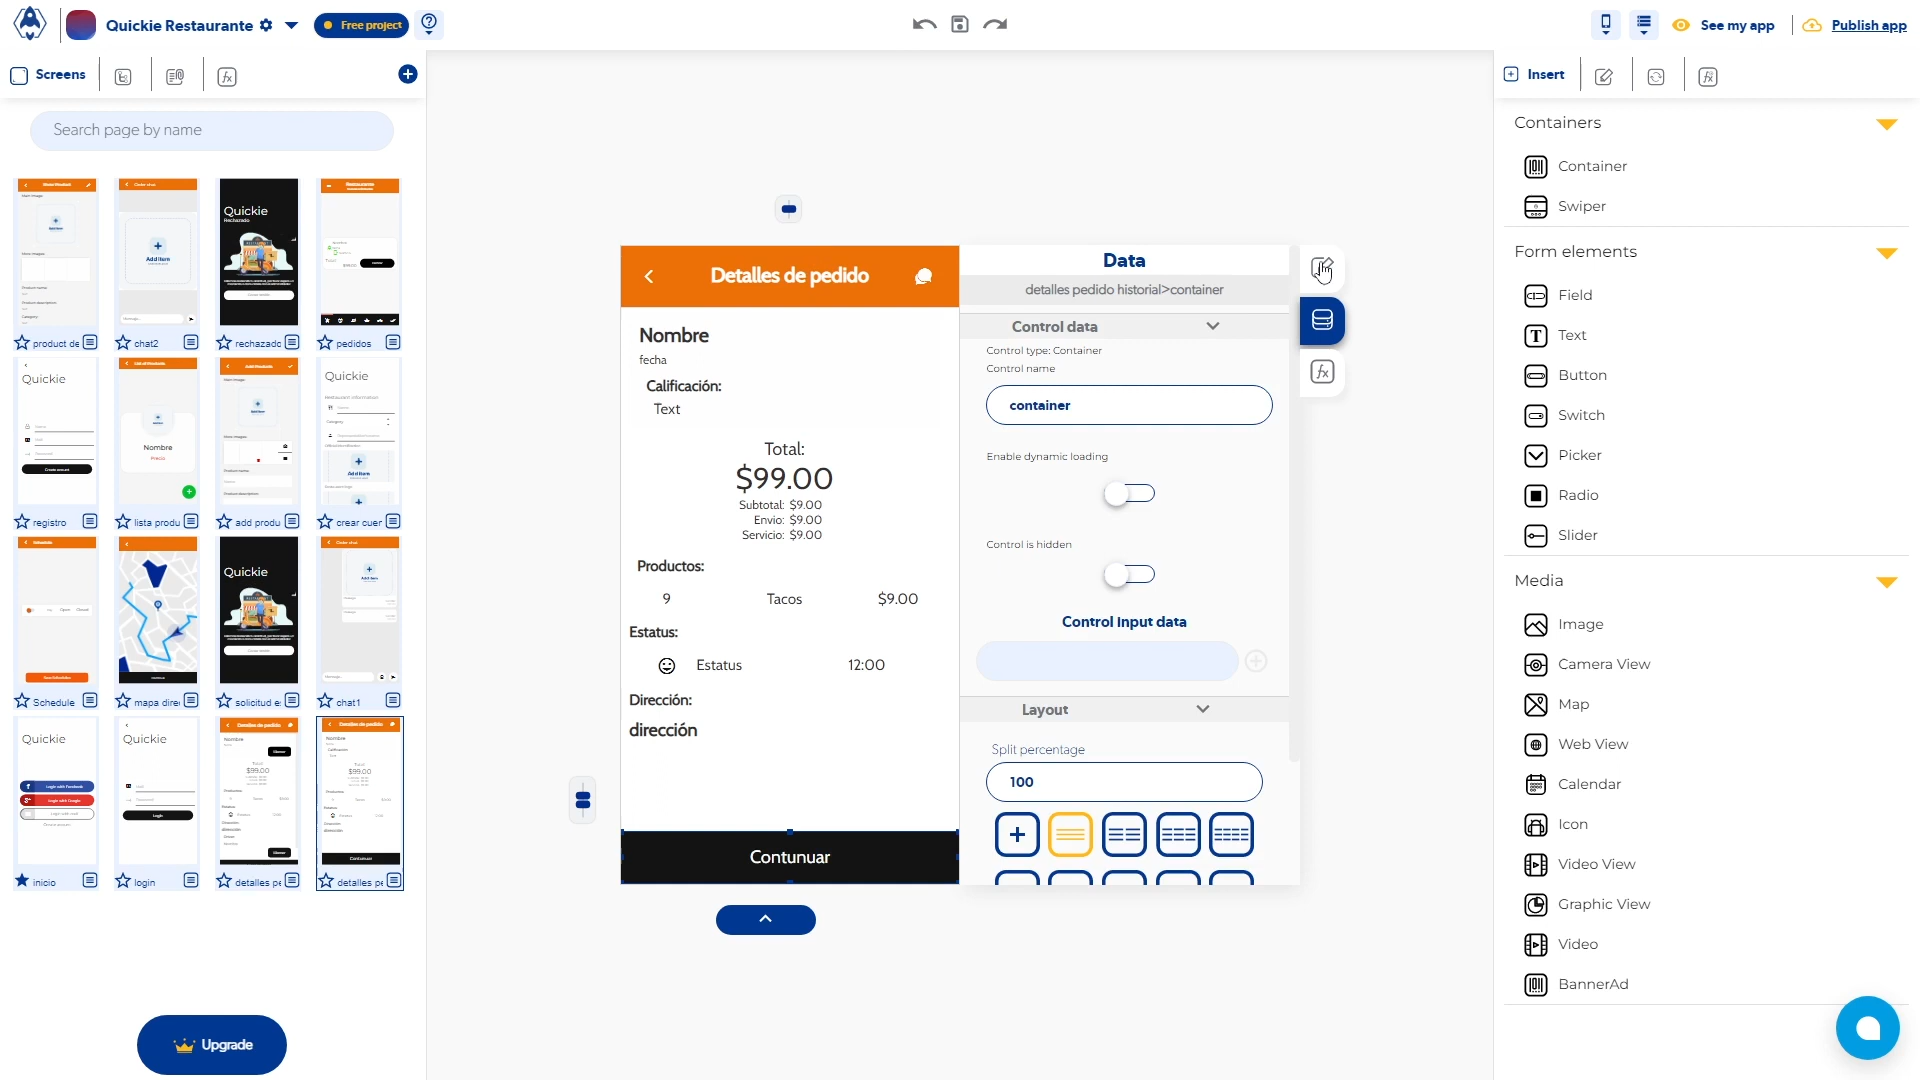 Quickie Restaurante
Free project
See my app
Publish app
Screens
Insert
Search page by name
product de
chat2
rechazado
pedidos
registro
lista produ
add produ
crear cuer
Schedule
mapa direc
solicitud e
chat1
inicio
login
detalles pe
detalles pe
Quickie
Rechazado
Quickie
Nombre
Precio
Quickie
Quickie
Quickie
Quickie
Upgrade
Detalles de pedido
Nombre
fecha
Calificación:
Text
Total:
$99.00
Subtotal: $9.00
Envio: $9.00
Servicio: $9.00
Productos:
9 Tacos $9.00
Estatus:
Estatus 12:00
Dirección:
dirección
Contunuar
Data
detalles pedido historial>container
Control data
Control type: Container
Control name
container
Enable dynamic loading
Control is hidden
Control input data
Layout
Split percentage
100
Containers
Container
Swiper
Form elements
Field
Text
Button
Switch
Picker
Radio
Slider
Media
Image
Camera View
Map
Web View
Calendar
Icon
Video View
Graphic View
Video
BannerAd